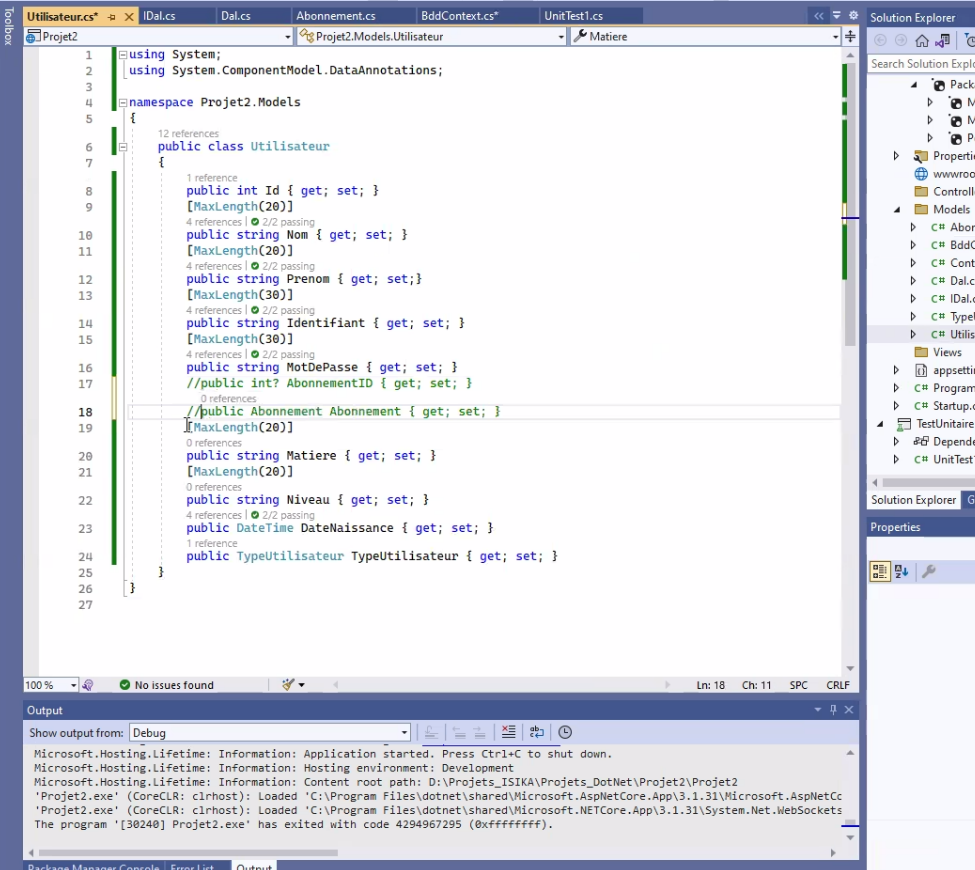 Toolbox
Utilisateur.cs* IDal.cs Dal.cs Abonnement.cs BddContext.cs* UnitTest1.cs
Projet2 Projet2.Models.Utilisateur Matiere
1 using System;
2 using System.ComponentModel.DataAnnotations;
3
4 namespace Projet2.Models
5 {
12 references
6 public class Utilisateur
7 {
1 reference
8 public int Id { get; set; }
9 [MaxLength(20)]
4 references | 2/2 passing
10 public string Nom { get; set; }
11 [MaxLength(20)]
4 references | 2/2 passing
12 public string Prenom { get; set;}
13 [MaxLength(30)]
4 references | 2/2 passing
14 public string Identifiant { get; set; }
15 [MaxLength(30)]
4 references | 2/2 passing
16 public string MotDePasse { get; set; }
17 //public int? AbonnementID { get; set; }
0 references
18 //public Abonnement Abonnement { get; set; }
19 [MaxLength(20)]
0 references
20 public string Matiere { get; set; }
21 [MaxLength(20)]
0 references
22 public string Niveau { get; set; }
4 references | 2/2 passing
23 public DateTime DateNaissance { get; set; }
1 reference
24 public TypeUtilisateur TypeUtilisateur { get; set; }
25 }
26 }
27
100 % No issues found Ln: 18 Ch: 11 SPC CRLF
Output
Show output from: Debug
Microsoft.Hosting.Lifetime: Information: Application started. Press Ctrl+C to shut down.
Microsoft.Hosting.Lifetime: Information: Hosting environment: Development
Microsoft.Hosting.Lifetime: Information: Content root path: D:\Projets_ISIKA\Projets_DotNet\Projet2\Projet2
'Projet2.exe' (CoreCLR: clrhost): Loaded 'C:\Program Files\dotnet\shared\Microsoft.AspNetCore.App\3.1.31\Microsoft.AspNetCo
'Projet2.exe' (CoreCLR: clrhost): Loaded 'C:\Program Files\dotnet\shared\Microsoft.NETCore.App\3.1.31\System.Net.WebSockets
The program '[30240] Projet2.exe' has exited with code 4294967295 (0xffffffff).
Package Manager Console Error List Output
Solution Explorer
Search Solution Explo
Packa
M
M
P
Properti
wwwroo
Controll
Models
C# Abor
C# BddC
C# Cont
C# Dal.c
C# IDal.c
C# TypeU
C# Utilis
Views
appsetti
C# Program
C# Startup.c
TestUnitaire
Depende
C# UnitTest
Solution Explorer G
Properties